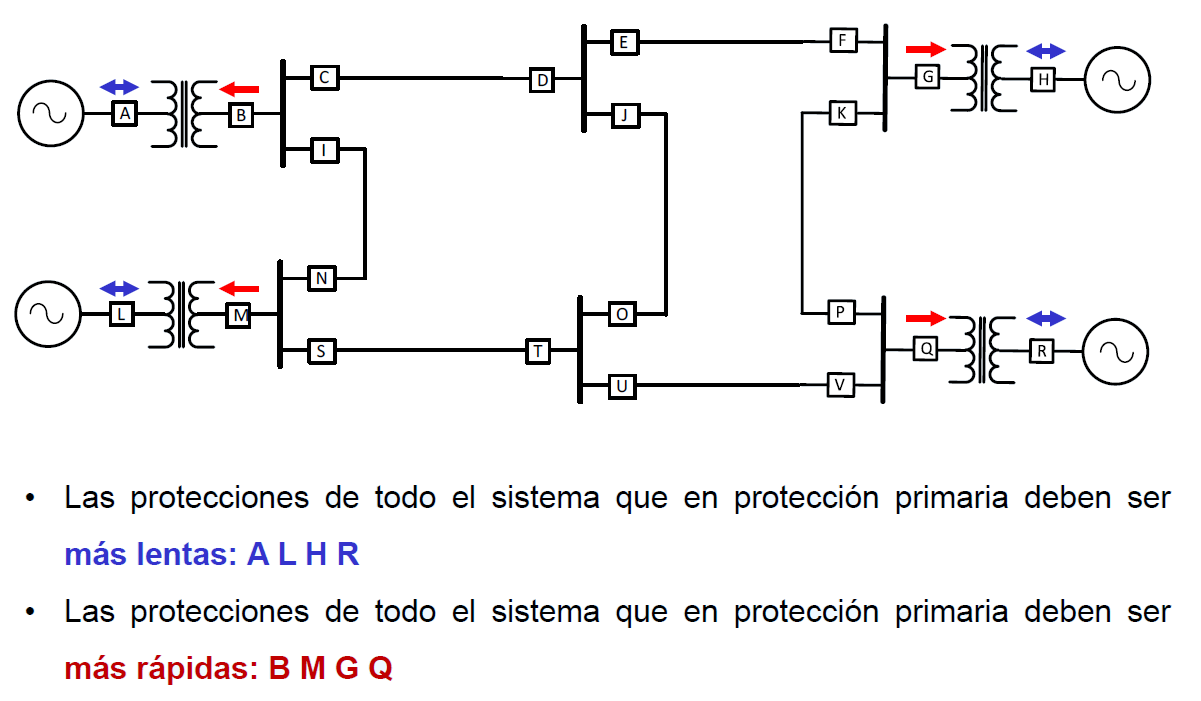 E
F
G
H
C
D
A
B
J
K
I
N
L
M
O
P
S
T
Q
R
U
V
• Las protecciones de todo el sistema que en protección primaria deben ser
más lentas: A L H R
• Las protecciones de todo el sistema que en protección primaria deben ser
más rápidas: B M G Q